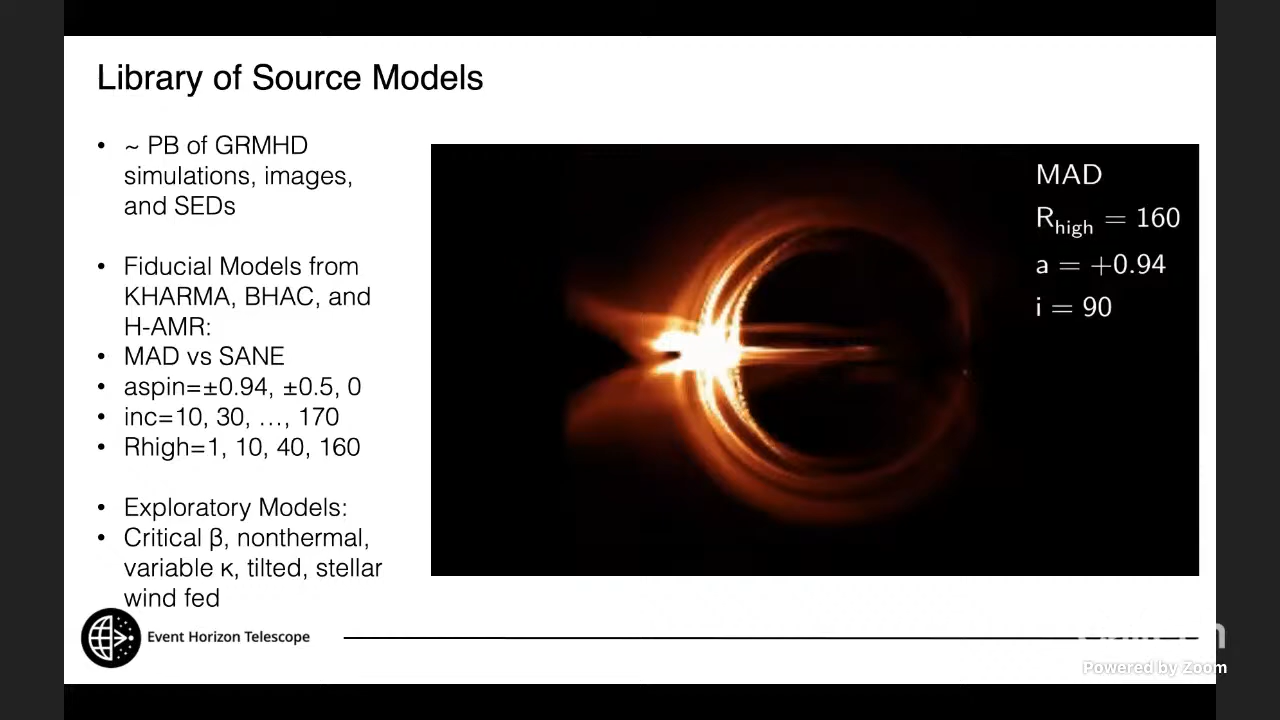 Library of Source Models
• ~ PB of GRMHD
simulations, images,
and SEDs
• Fiducial Models from
KHARMA, BHAC, and
H-AMR:
• MAD vs SANE
• aspin=±0.94, ±0.5, 0
• inc=10, 30, …, 170
• Rhigh=1, 10, 40, 160
• Exploratory Models:
• Critical β, nonthermal,
variable κ, tilted, stellar
wind fed
MAD
Rhigh = 160
a = +0.94
i = 90
Event Horizon Telescope
Powered by Zoom